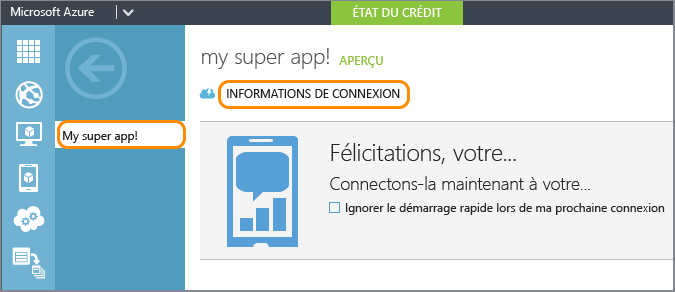 Microsoft Azure
ÉTAT DU CRÉDIT
my super app! APERÇU
INFORMATIONS DE CONNEXION
My super app!
Félicitations, votre...
Connectons-la maintenant à votre...
Ignorer le démarrage rapide lors de ma prochaine connexion